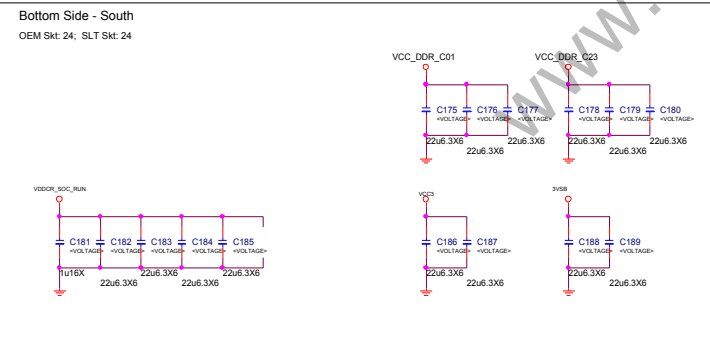 Bottom Side - South
OEM Skt: 24; SLT Skt: 24
VCC_DDR_C01
VCC_DDR_C23
C175 C176 C177
<VOLTAGE> <VOLTAGE> <VOLTAGE>
22u6.3X6 22u6.3X6
22u6.3X6
C178 C179 C180
<VOLTAGE> <VOLTAGE> <VOLTAGE>
22u6.3X6 22u6.3X6
22u6.3X6
VDDCR_SOC_RUN
C181 C182 C183 C184 C185
<VOLTAGE> <VOLTAGE> <VOLTAGE> <VOLTAGE> <VOLTAGE>
1u16X 22u6.3X6 22u6.3X6
22u6.3X6 22u6.3X6
VCC3
C186 C187
<VOLTAGE> <VOLTAGE>
22u6.3X6
22u6.3X6
3VSB
C188 C189
<VOLTAGE> <VOLTAGE>
22u6.3X6
22u6.3X6
www.